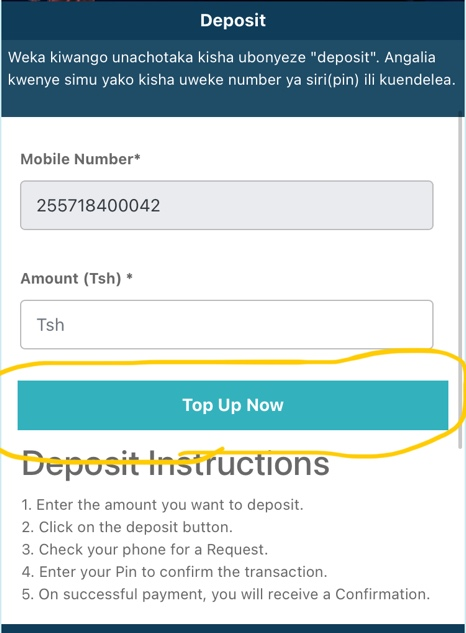 Deposit
Weka kiwango unachotaka kisha ubonyeze "deposit". Angalia
kwenye simu yako kisha uweke number ya siri(pin) ili kuendelea.
Mobile Number*
255718400042
Amount (Tsh) *
Tsh
Top Up Now
Deposit Instructions
1. Enter the amount you want to deposit.
2. Click on the deposit button.
3. Check your phone for a Request.
4. Enter your Pin to confirm the transaction.
5. On successful payment, you will receive a Confirmation.